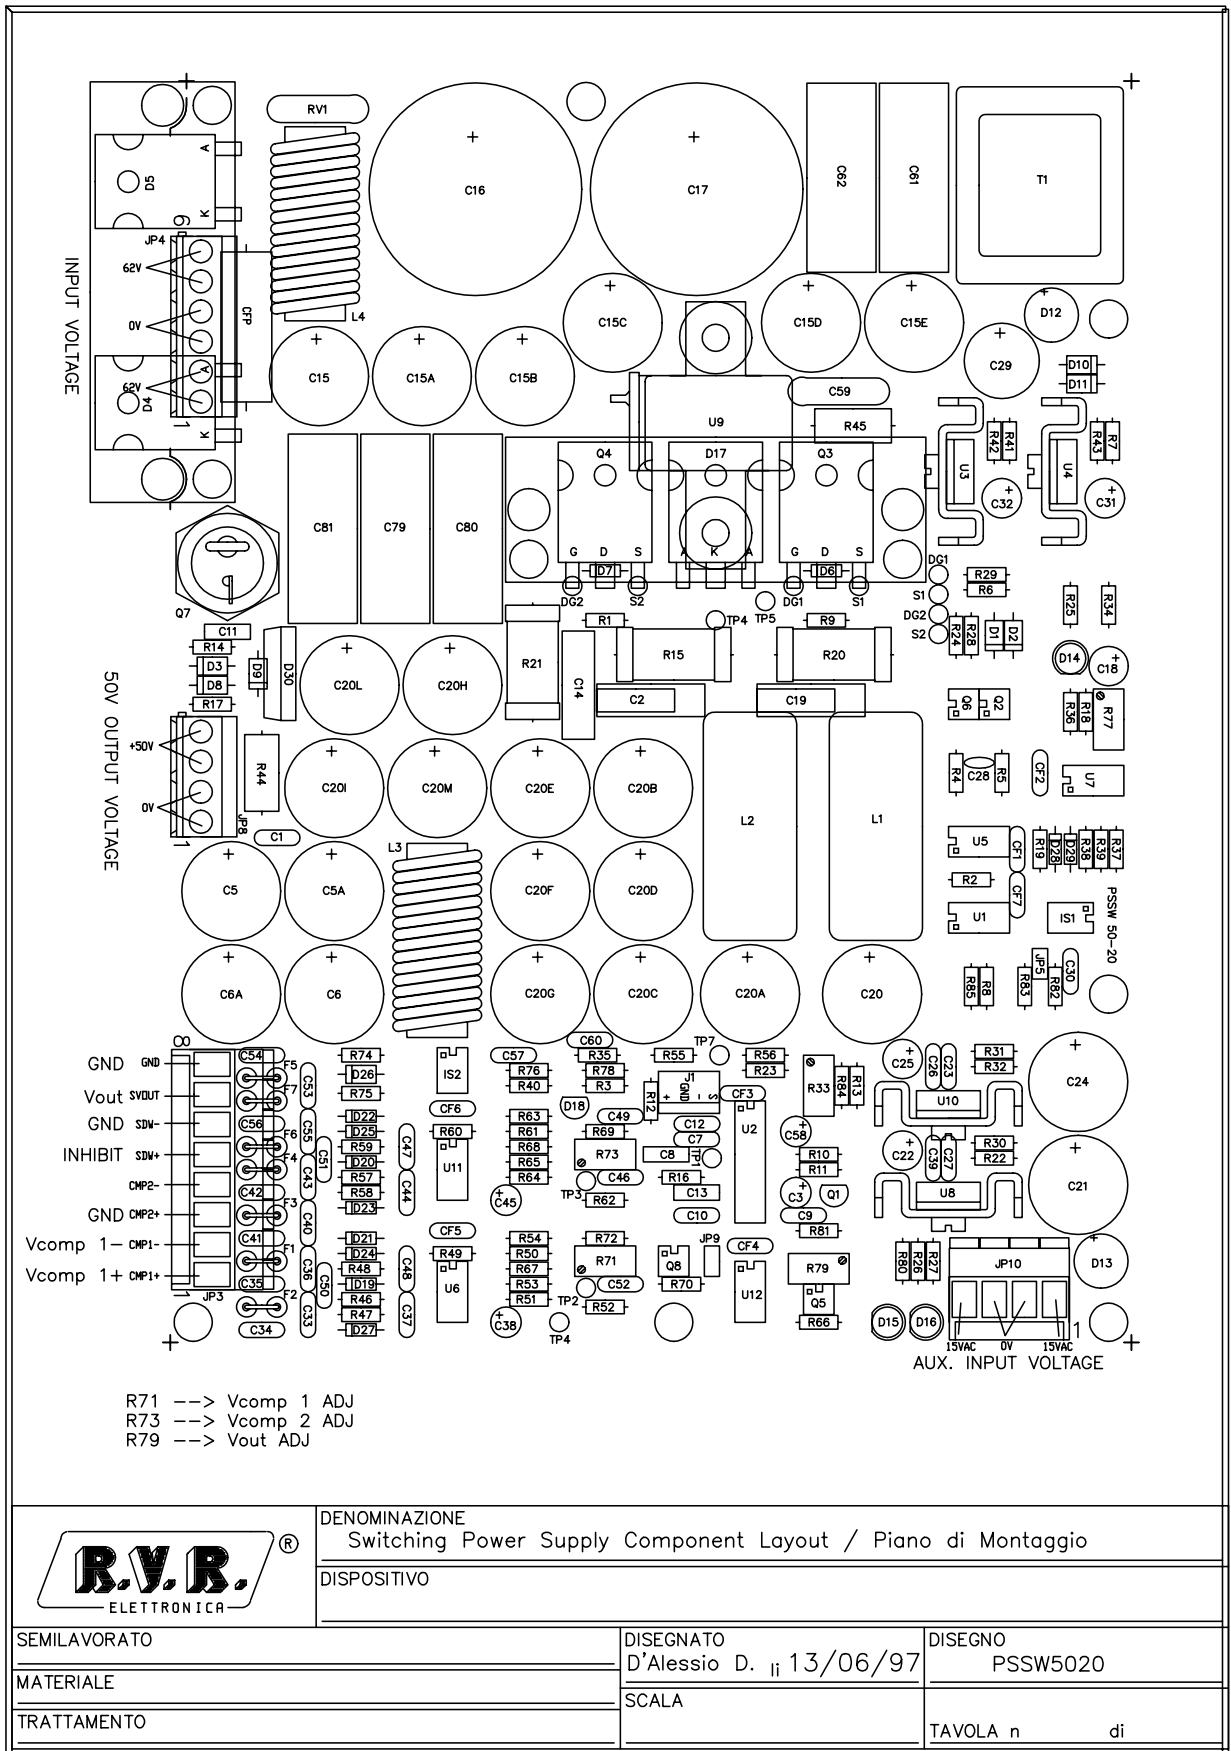 RV1
C16
C17
C62
C61
T1
A
D5
K
6
JP4
62V
0V
62V
INPUT VOLTAGE
CFP
L4
A
D4
K
1
C15
C15A
C15B
C15C
C15D
C15E
D12
C29
D10
D11
C59
R45
U9
Q4
D17
Q3
U3
R42
R41
C32
U4
R43
R7
C31
C81
C79
C80
G D S
A K A
G D S
D7
D6
DG2
S2
DG1
S1
TP5
TP4
Q7
DG1
S1
DG2
S2
R29
R6
R25
R34
C11
R14
D3
D8
R17
D9
D30
C20L
C20H
R21
C14
R1
R15
R9
R20
C2
C19
R24
R28
D1
D2
D14
C18
Q6
Q2
R36
R18
R77
50V OUTPUT VOLTAGE
+50V
0V
JP8
1
R44
C1
C20I
C20M
C20E
C20B
L2
L1
R4
C28
R5
CF2
U7
L3
C5
C5A
C20F
C20D
U5
CF1
R2
CF7
U1
R19
D28
D29
R38
R39
R37
IS1
PSSW 50-20
C6A
C6
C20G
C20C
C20A
C20
R85
R8
R83
JP5
R82
C30
8
GND GND
Vout SVOUT
GND SDW-
INHIBIT SDW+
CMP2-
GND CMP2+
Vcomp 1- CMP1-
Vcomp 1+ CMP1+
1
JP3
C54
F5
F7
C53
C56
F6
C55
F4
C51
C43
C42
F3
C40
C41
F1
C36
C35
C50
F2
C33
C34
R74
D26
R75
D22
D25
R59
D20
R57
R58
D23
D21
D24
R48
D19
R46
R47
D27
C47
C44
C48
C37
IS2
CF6
R60
U11
CF5
R49
U6
C57
R76
R40
R63
R61
R68
R65
R64
C45
R54
R50
R67
R53
R51
C38
C60
R35
R78
R3
D18
C49
R69
R73
C46
TP3
R62
R72
R71
C52
TP2
R52
TP4
R55
TP7
J1
+ GND - S
R12
C12
C7
C8
TP1
R16
C13
C10
Q8
R70
JP9
CF3
U2
CF4
U12
R56
R23
R33
R84
R13
C58
R10
R11
C3
Q1
C9
R81
R79
Q5
R66
C25
C26
C23
R31
R32
U10
C24
C22
C39
C27
R30
R22
U8
C21
R80
R26
R27
JP10
D13
D15
D16
15VAC 0V 15VAC
1
AUX. INPUT VOLTAGE
R71 --> Vcomp 1 ADJ
R73 --> Vcomp 2 ADJ
R79 --> Vout ADJ
R.V.R.
ELETTRONICA
®
DENOMINAZIONE
Switching Power Supply Component Layout / Piano di Montaggio
DISPOSITIVO
SEMILAVORATO
MATERIALE
TRATTAMENTO
DISEGNATO
D'Alessio D. li 13/06/97
SCALA
DISEGNO
PSSW5020
TAVOLA n di